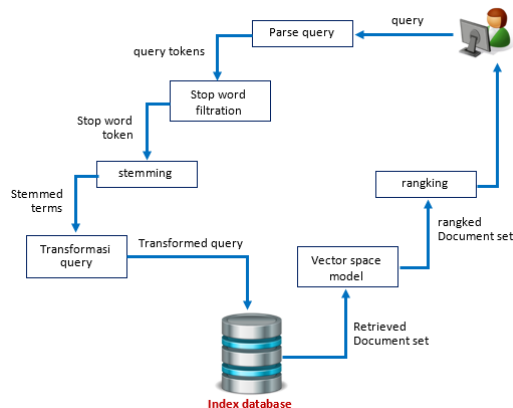 query
Parse query
query tokens
Stop word
filtration
Stop word
token
stemming
Stemmed
terms
Transformasi
query
Transformed query
Index database
Retrieved
Document set
Vector space
model
rangked
Document set
rangking